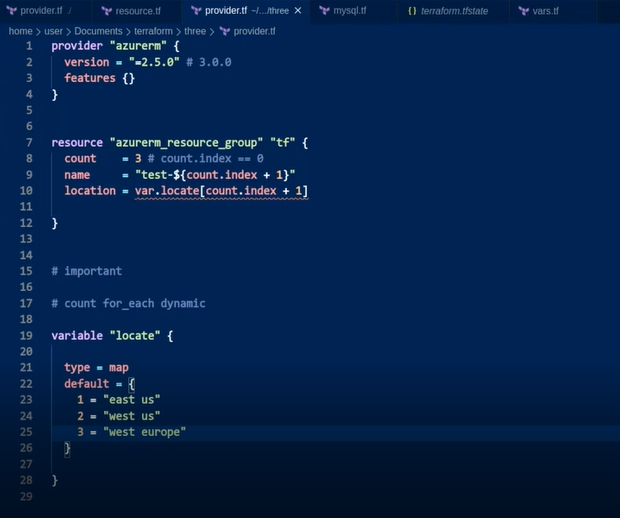 provider.tf ./
resource.tf
provider.tf ~/.../three ×
mysql.tf
{} terraform.tfstate
vars.tf
home > user > Documents > terraform > three > provider.tf
1 provider "azurerm" {
2 version = "=2.5.0" # 3.0.0
3 features {}
4 }
5
6
7 resource "azurerm_resource_group" "tf" {
8 count = 3 # count.index == 0
9 name = "test-${count.index + 1}"
10 location = var.locate[count.index + 1]
11
12 }
13
14
15 # important
16
17 # count for_each dynamic
18
19 variable "locate" {
20
21 type = map
22 default = {
23 1 = "east us"
24 2 = "west us"
25 3 = "west europe"
26 }
27
28 }
29